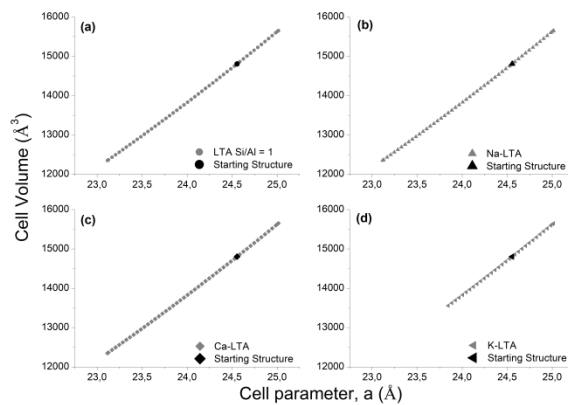 (a)
16000
15000
14000
13000
12000
LTA Si/Al = 1
Starting Structure
23,0 23,5 24,0 24,5 25,0
(b)
16000
15000
14000
13000
12000
Na-LTA
Starting Structure
23,0 23,5 24,0 24,5 25,0
Cell Volume (Å³)
(c)
16000
15000
14000
13000
12000
Ca-LTA
Starting Structure
23,0 23,5 24,0 24,5 25,0
(d)
16000
15000
14000
13000
12000
K-LTA
Starting Structure
23,0 23,5 24,0 24,5 25,0
Cell parameter, a (Å)